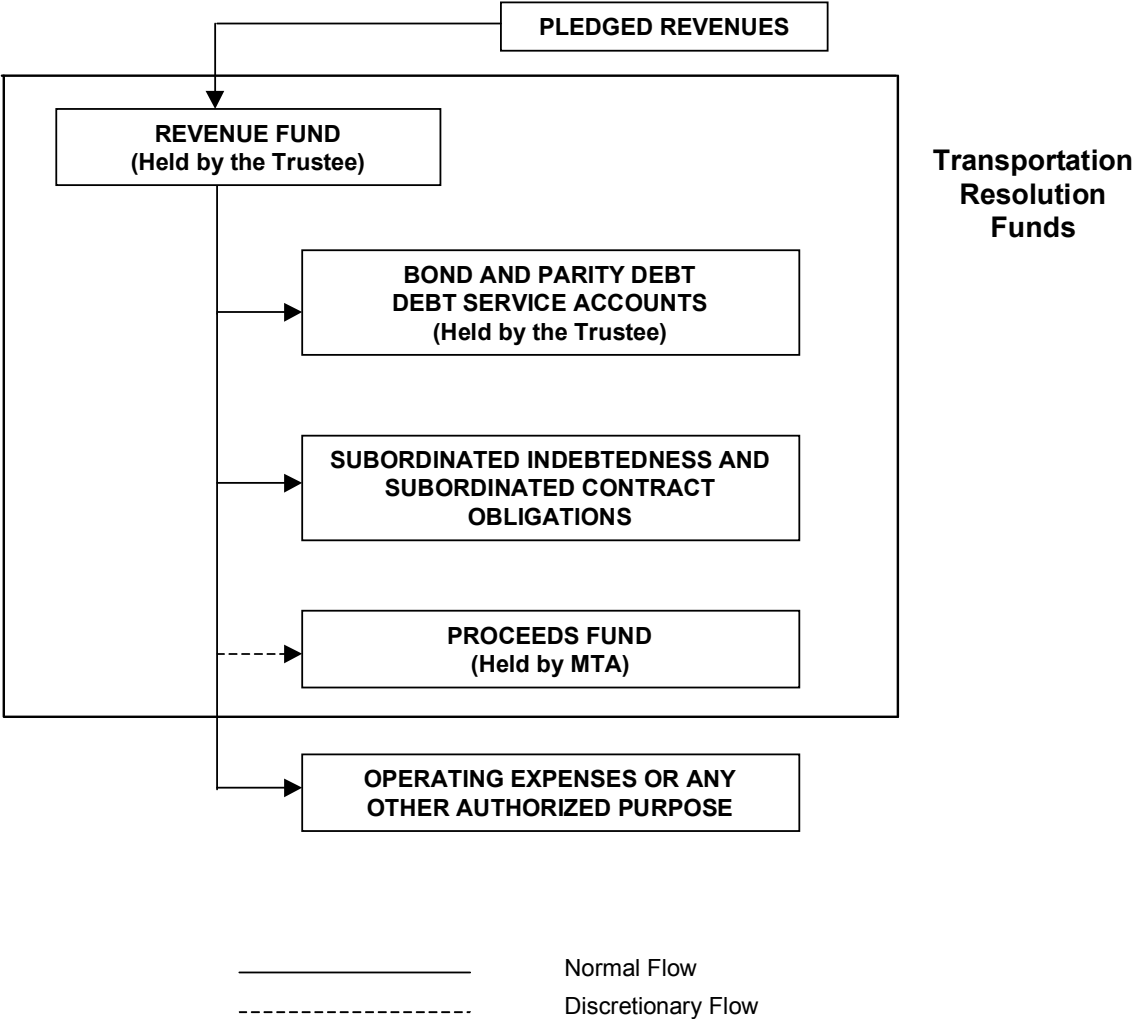 PLEDGED REVENUES
REVENUE FUND
(Held by the Trustee)
Transportation
Resolution
Funds
BOND AND PARITY DEBT
DEBT SERVICE ACCOUNTS
(Held by the Trustee)
SUBORDINATED INDEBTEDNESS AND
SUBORDINATED CONTRACT
OBLIGATIONS
PROCEEDS FUND
(Held by MTA)
OPERATING EXPENSES OR ANY
OTHER AUTHORIZED PURPOSE
Normal Flow
Discretionary Flow